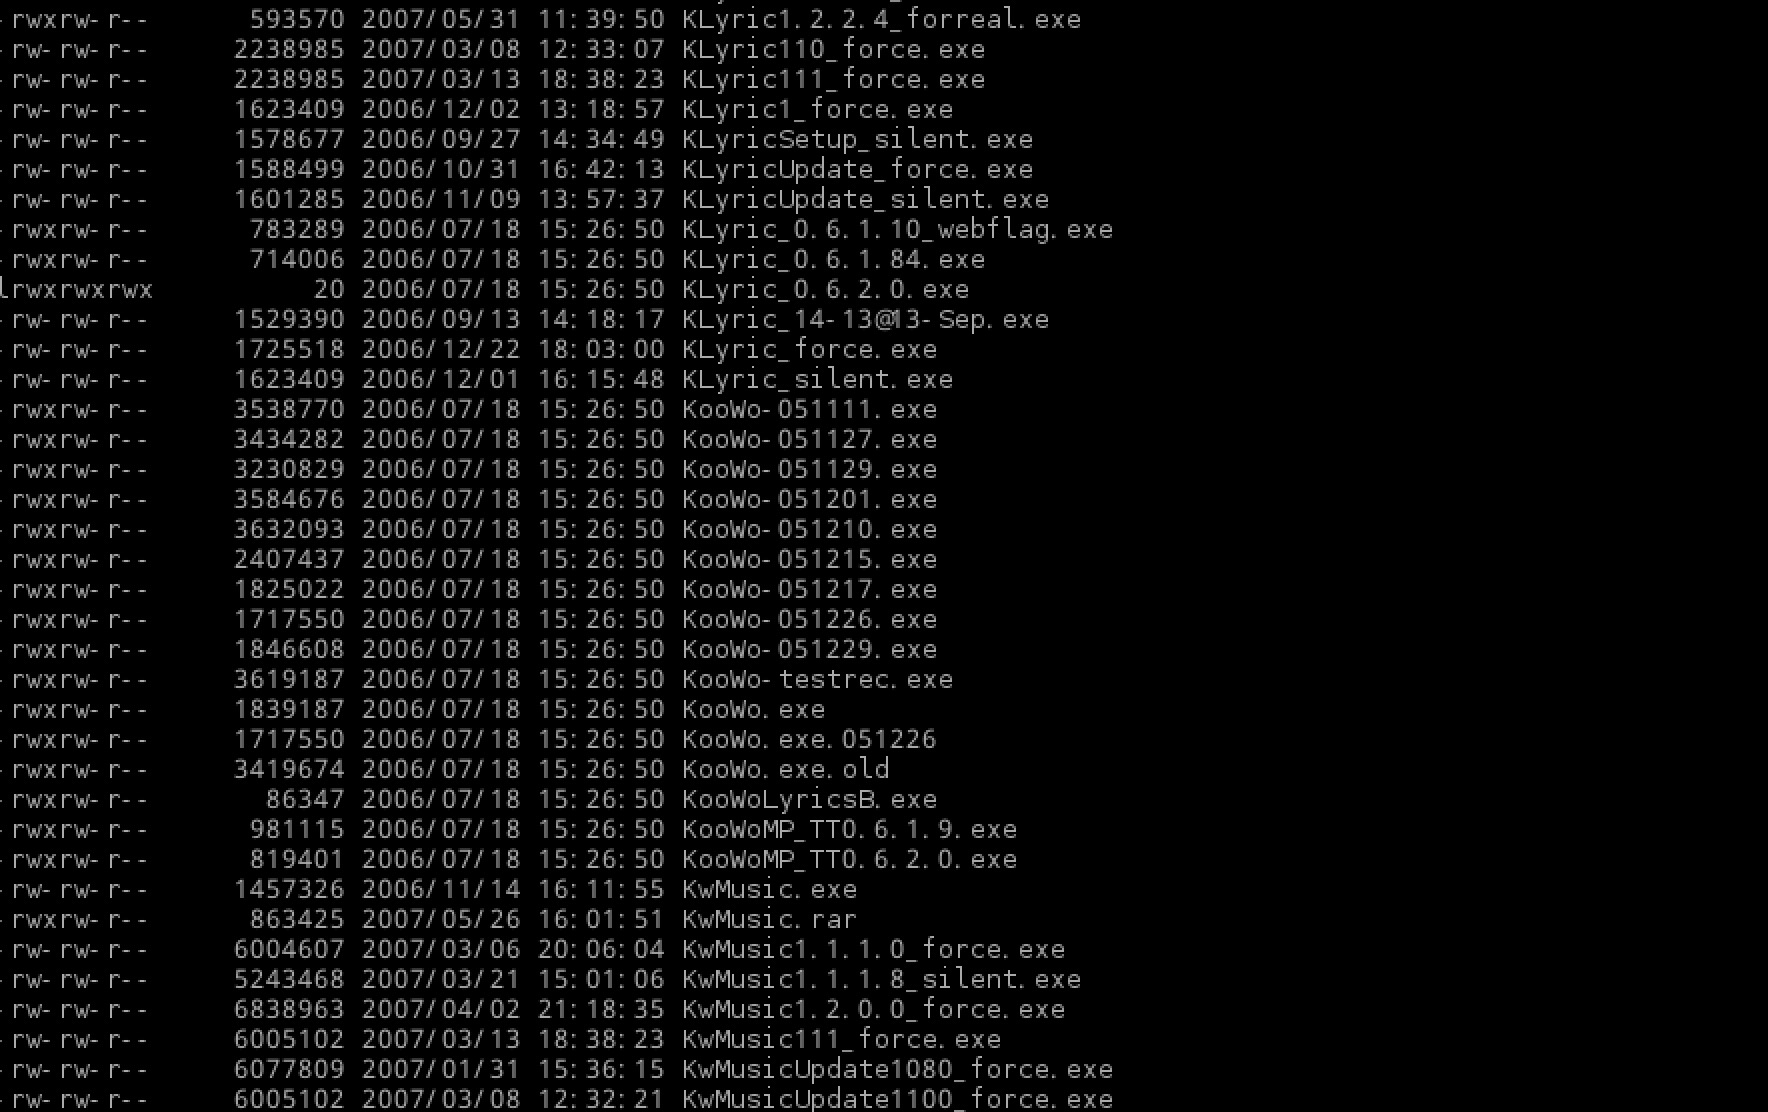 -rwxrw-r-- 593570 2007/05/31 11:39:50 KLyric1.2.2.4_forreal.exe
-rw-rw-r-- 2238985 2007/03/08 12:33:07 KLyric110_force.exe
-rw-rw-r-- 2238985 2007/03/13 18:38:23 KLyric111_force.exe
-rw-rw-r-- 1623409 2006/12/02 13:18:57 KLyric1_force.exe
-rw-rw-r-- 1578677 2006/09/27 14:34:49 KLyricSetup_silent.exe
-rw-rw-r-- 1588499 2006/10/31 16:42:13 KLyricUpdate_force.exe
-rw-rw-r-- 1601285 2006/11/09 13:57:37 KLyricUpdate_silent.exe
-rwxrw-r-- 783289 2006/07/18 15:26:50 KLyric_0.6.1.10_webflag.exe
-rwxrw-r-- 714006 2006/07/18 15:26:50 KLyric_0.6.1.84.exe
lrwxrwxrwx 20 2006/07/18 15:26:50 KLyric_0.6.2.0.exe
-rw-rw-r-- 1529390 2006/09/13 14:18:17 KLyric_14-13@13-Sep.exe
-rw-rw-r-- 1725518 2006/12/22 18:03:00 KLyric_force.exe
-rw-rw-r-- 1623409 2006/12/01 16:15:48 KLyric_silent.exe
-rwxrw-r-- 3538770 2006/07/18 15:26:50 KooWo-051111.exe
-rwxrw-r-- 3434282 2006/07/18 15:26:50 KooWo-051127.exe
-rwxrw-r-- 3230829 2006/07/18 15:26:50 KooWo-051129.exe
-rwxrw-r-- 3584676 2006/07/18 15:26:50 KooWo-051201.exe
-rwxrw-r-- 3632093 2006/07/18 15:26:50 KooWo-051210.exe
-rwxrw-r-- 2407437 2006/07/18 15:26:50 KooWo-051215.exe
-rwxrw-r-- 1825022 2006/07/18 15:26:50 KooWo-051217.exe
-rwxrw-r-- 1717550 2006/07/18 15:26:50 KooWo-051226.exe
-rwxrw-r-- 1846608 2006/07/18 15:26:50 KooWo-051229.exe
-rwxrw-r-- 3619187 2006/07/18 15:26:50 KooWo-testrec.exe
-rwxrw-r-- 1839187 2006/07/18 15:26:50 KooWo.exe
-rwxrw-r-- 1717550 2006/07/18 15:26:50 KooWo.exe.051226
-rwxrw-r-- 3419674 2006/07/18 15:26:50 KooWo.exe.old
-rwxrw-r-- 86347 2006/07/18 15:26:50 KooWoLyricsB.exe
-rwxrw-r-- 981115 2006/07/18 15:26:50 KooWoMP_TT0.6.1.9.exe
-rwxrw-r-- 819401 2006/07/18 15:26:50 KooWoMP_TT0.6.2.0.exe
-rw-rw-r-- 1457326 2006/11/14 16:11:55 KwMusic.exe
-rwxrw-r-- 863425 2007/05/26 16:01:51 KwMusic.rar
-rw-rw-r-- 6004607 2007/03/06 20:06:04 KwMusic1.1.1.0_force.exe
-rw-rw-r-- 5243468 2007/03/21 15:01:06 KwMusic1.1.1.8_silent.exe
-rw-rw-r-- 6838963 2007/04/02 21:18:35 KwMusic1.2.0.0_force.exe
-rw-rw-r-- 6005102 2007/03/13 18:38:23 KwMusic111_force.exe
-rw-rw-r-- 6077809 2007/01/31 15:36:15 KwMusicUpdate1080_force.exe
-rw-rw-r-- 6005102 2007/03/08 12:32:21 KwMusicUpdate1100_force.exe